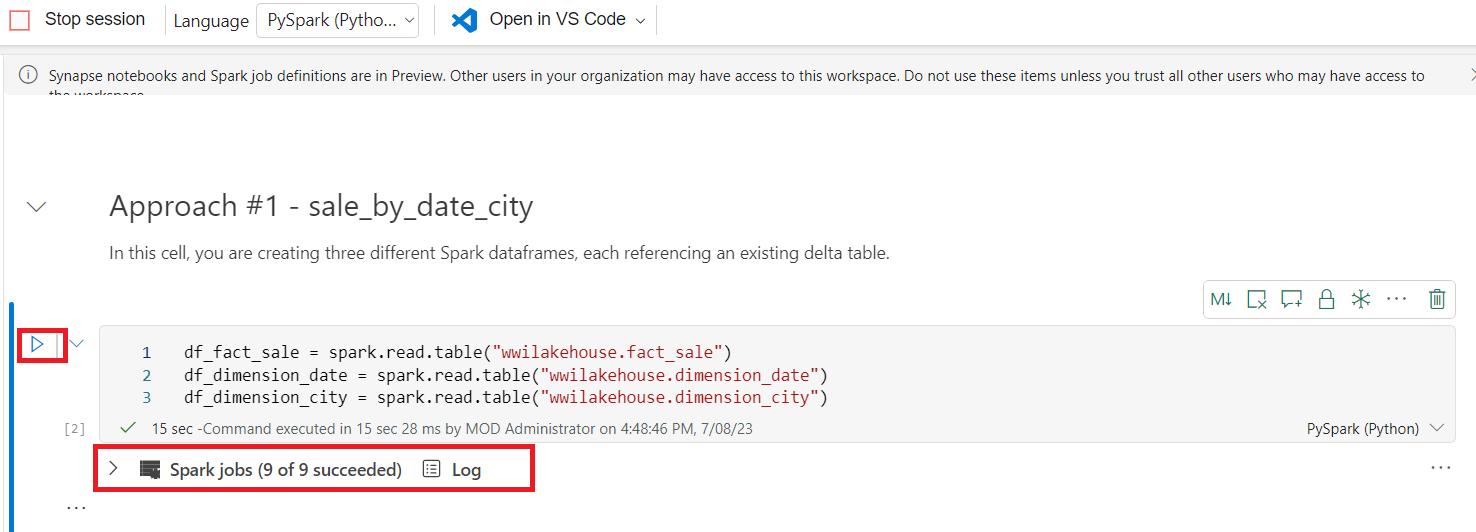 Stop session Language PySpark (Pytho... Open in VS Code
Synapse notebooks and Spark job definitions are in Preview. Other users in your organization may have access to this workspace. Do not use these items unless you trust all other users who may have access to
the workspace.
Approach #1 - sale_by_date_city
In this cell, you are creating three different Spark dataframes, each referencing an existing delta table.
M↓ ...
1 df_fact_sale = spark.read.table("wwilakehouse.fact_sale")
2 df_dimension_date = spark.read.table("wwilakehouse.dimension_date")
3 df_dimension_city = spark.read.table("wwilakehouse.dimension_city")
[2] 15 sec -Command executed in 15 sec 28 ms by MOD Administrator on 4:48:46 PM, 7/08/23 PySpark (Python)
Spark jobs (9 of 9 succeeded) Log ...
...